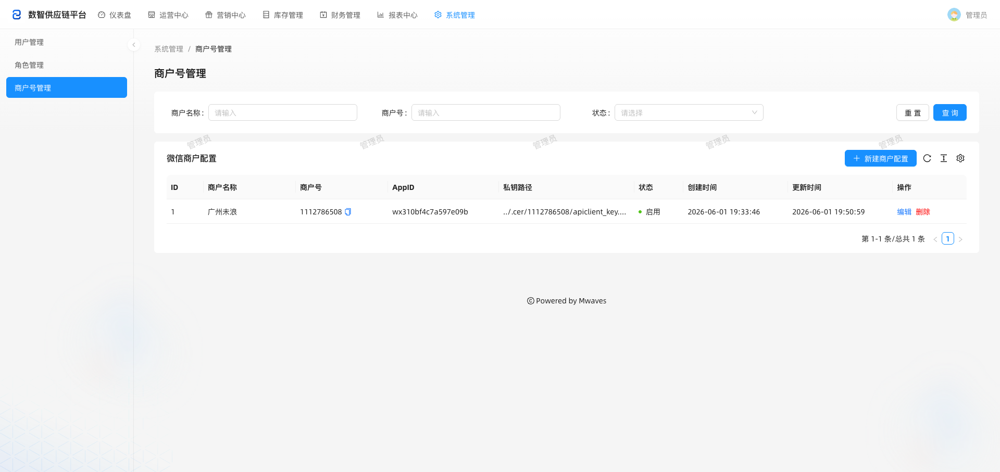 数智供应链平台 仪表盘 运营中心 营销中心 库存管理 财务管理 报表中心 系统管理 管理员
用户管理
角色管理
商户号管理
系统管理 / 商户号管理
商户号管理
商户名称 : 请输入 商户号 : 请输入 状态 : 请选择 重 置 查 询
管理员 管理员 管理员 管理员 管理员
微信商户配置 新建商户配置
ID 商户名称 商户号 AppID 私钥路径 状态 创建时间 更新时间 操作
1 广州未浪 1112786508 wx310bf4c7a597e09b ../.cer/1112786508/apiclient_key.... 启用 2026-06-01 19:33:46 2026-06-01 19:50:59 编辑 删除
第 1-1 条/总共 1 条 < 1 >
© Powered by Mwaves